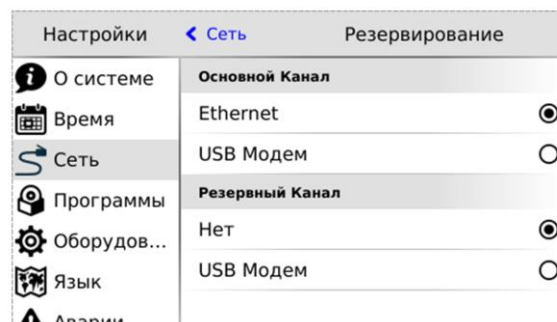 Настройки
Сеть
Резервирование
О системе
Время
Сеть
Программы
Оборудов...
Язык
Аварии
Основной Канал
Ethernet
USB Модем
Резервный Канал
Нет
USB Модем